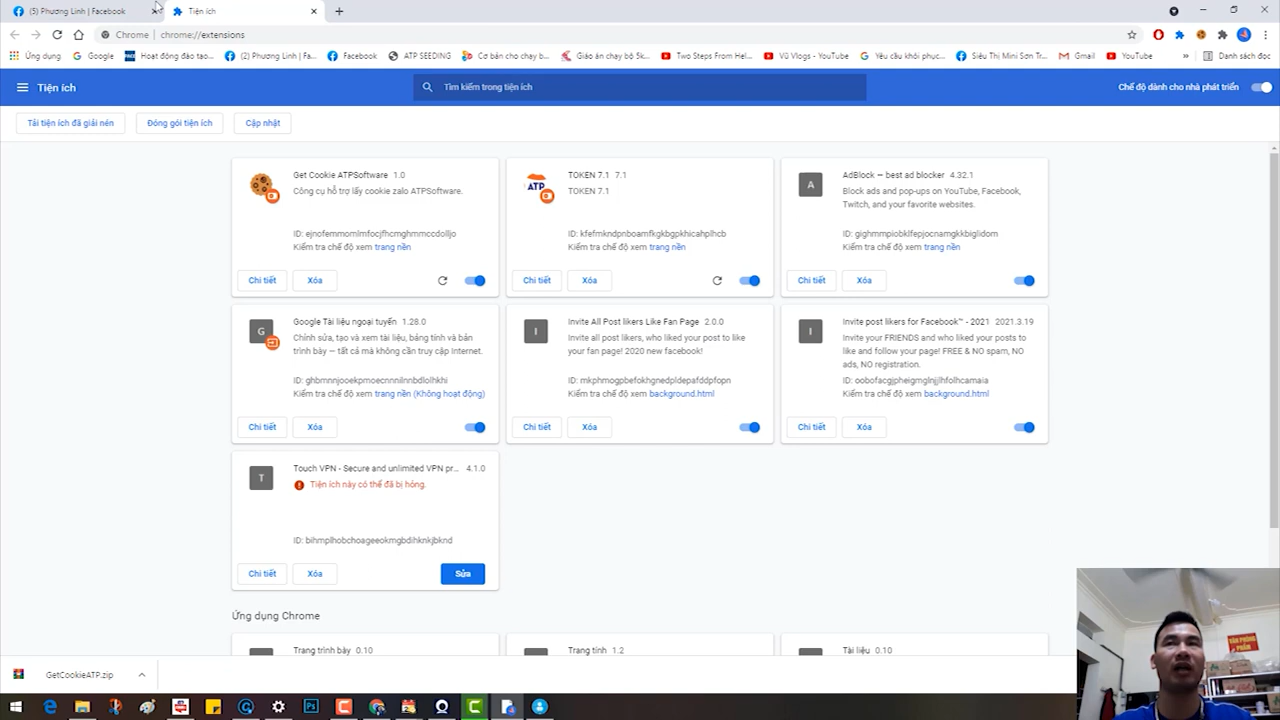 (5) Phương Linh | Facebook
Tiện ích
Chrome | chrome://extensions
Ứng dụng
Google
Hoạt động đào tạo...
(2) Phương Linh | Fa...
Facebook
ATP SEEDING
Cơ bản cho chạy b...
Giáo án chạy bộ 5k...
Two Steps From Hel...
Vũ Vlogs - YouTube
Yêu cầu khôi phục...
Siêu Thị Mini Sơn Tr...
Gmail
YouTube
»
Danh sách đọc
Tiện ích
Tìm kiếm trong tiện ích
Chế độ dành cho nhà phát triển
Tải tiện ích đã giải nén
Đóng gói tiện ích
Cập nhật
Get Cookie ATPSoftware 1.0
Công cụ hỗ trợ lấy cookie zalo ATPSoftware.
ID: ejnofemmomlmfocjfhcmghmmccdolljo
Kiểm tra chế độ xem trang nền
Chi tiết
Xóa
ATP
TOKEN 7.1 7.1
TOKEN 7.1
ID: kfefmkndpnboamfkgkbgpkhicahplhcb
Kiểm tra chế độ xem trang nền
Chi tiết
Xóa
A
AdBlock — best ad blocker 4.32.1
Block ads and pop-ups on YouTube, Facebook,
Twitch, and your favorite websites.
ID: gighmmpiobklfepjocnamgkkbiglidom
Kiểm tra chế độ xem trang nền
Chi tiết
Xóa
G
Google Tài liệu ngoại tuyến 1.28.0
Chỉnh sửa, tạo và xem tài liệu, bảng tính và bản
trình bày — tất cả mà không cần truy cập Internet.
ID: ghbmnnjooekpmoecnnnilnnbdlolhkhi
Kiểm tra chế độ xem trang nền (Không hoạt động)
Chi tiết
Xóa
I
Invite All Post likers Like Fan Page 2.0.0
Invite all post likers, who liked your post to like
your fan page! 2020 new facebook!
ID: mkphmogpbefokhgnedpldepafddpfopn
Kiểm tra chế độ xem background.html
Chi tiết
Xóa
I
Invite post likers for Facebook™ - 2021 2021.3.19
Invite your FRIENDS and who liked your posts to
like and follow your page! FREE & NO spam, NO
ads, NO registration.
ID: oobofacgjpheigmglnjjlhfolhcamaia
Kiểm tra chế độ xem background.html
Chi tiết
Xóa
T
Touch VPN - Secure and unlimited VPN pr... 4.1.0
Tiện ích này có thể đã bị hỏng.
ID: bihmplhobchoageeokmgbdihknkjbknd
Chi tiết
Xóa
Sửa
Ứng dụng Chrome
Trang trình bày 0.10
Trang tính 1.2
Tài liệu 0.10
GetCookieATP.zip
VĂN PHÒNG
PHẨM